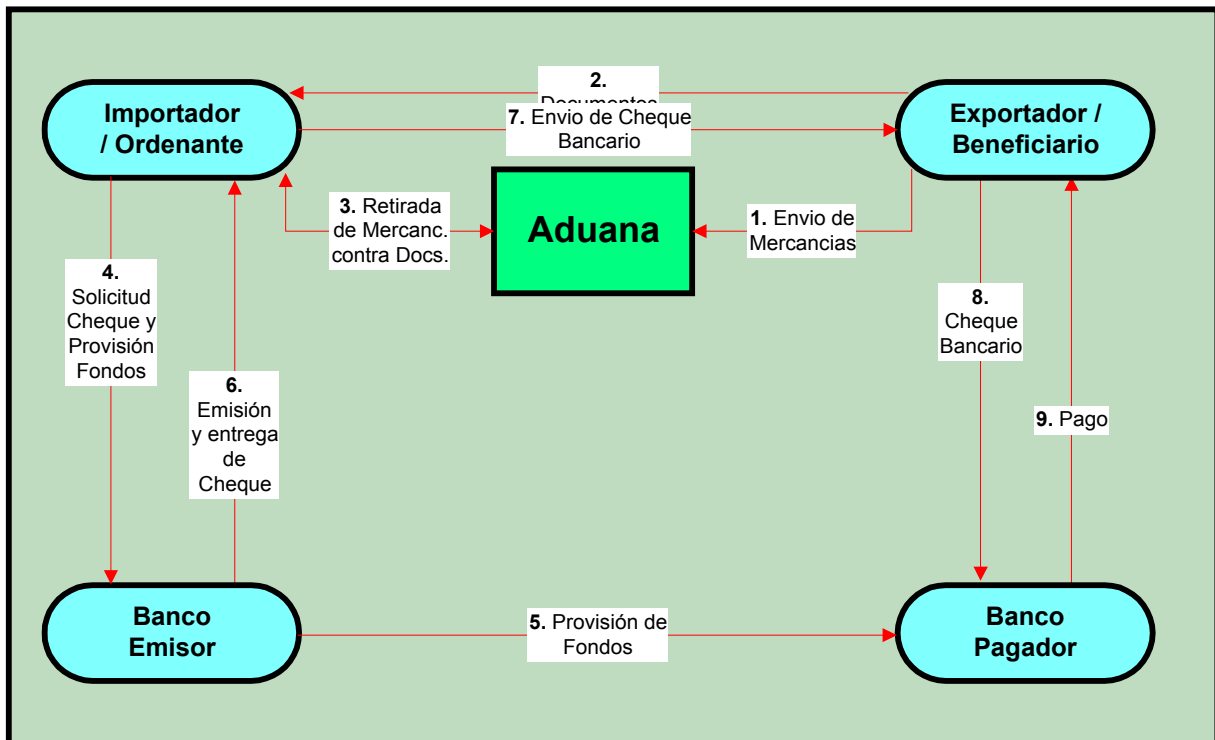 Importador
/ Ordenante
2.
Documentos
7. Envio de Cheque
Bancario
Exportador /
Beneficiario
3. Retirada
de Mercanc.
contra Docs.
Aduana
1. Envio de
Mercancias
4.
Solicitud
Cheque y
Provisión
Fondos
6.
Emisión
y entrega
de
Cheque
8.
Cheque
Bancario
9. Pago
Banco
Emisor
5. Provisión de
Fondos
Banco
Pagador